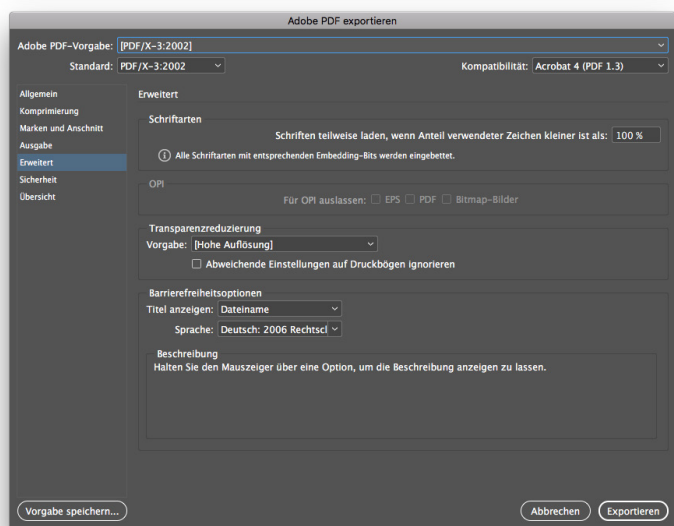 Adobe PDF exportieren
Adobe PDF-Vorgabe: [PDF/X-3:2002]
Standard: PDF/X-3:2002 Kompatibilität: Acrobat 4 (PDF 1.3)
Allgemein
Komprimierung
Marken und Anschnitt
Ausgabe
Erweitert
Sicherheit
Übersicht
Erweitert
Schriftarten
Schriften teilweise laden, wenn Anteil verwendeter Zeichen kleiner ist als: 100 %
Alle Schriftarten mit entsprechenden Embedding-Bits werden eingebettet.
OPI
Für OPI auslassen: EPS PDF Bitmap-Bilder
Transparenzreduzierung
Vorgabe: [Hohe Auflösung]
Abweichende Einstellungen auf Druckbögen ignorieren
Barrierefreiheitsoptionen
Titel anzeigen: Dateiname
Sprache: Deutsch: 2006 Rechtscl
Beschreibung
Halten Sie den Mauszeiger über eine Option, um die Beschreibung anzeigen zu lassen.
Vorgabe speichern... Abbrechen Exportieren